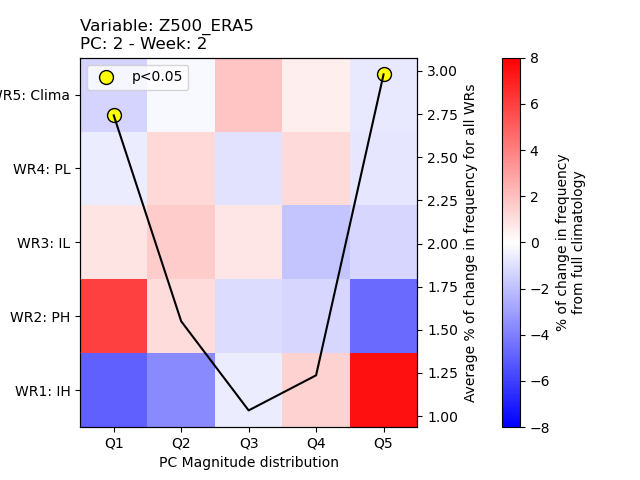 Variable: Z500_ERA5
PC: 2 - Week: 2
p<0.05
WR5: Clima
WR4: PL
WR3: IL
WR2: PH
WR1: IH
Q1 Q2 Q3 Q4 Q5
PC Magnitude distribution
3.00
2.75
2.50
2.25
2.00
1.75
1.50
1.25
1.00
Average % of change in frequency for all WRs
8
6
4
2
0
−2
−4
−6
−8
% of change in frequency
from full climatology